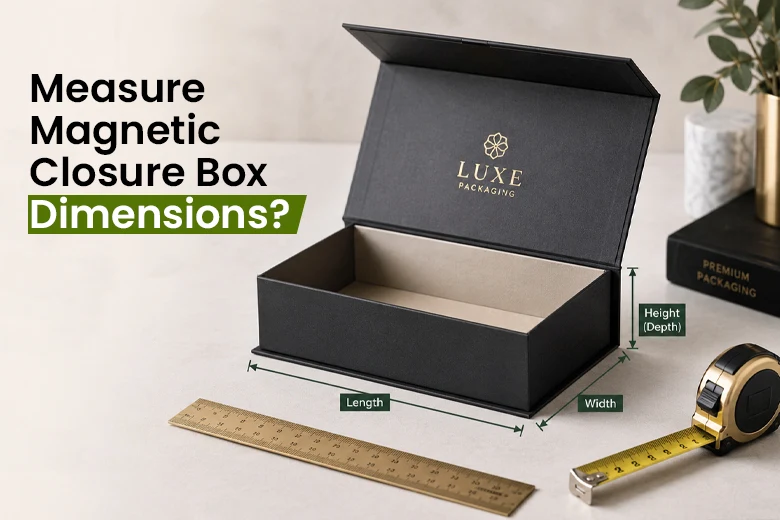 Measure
Magnetic
Closure Box
Dimensions?
LUXE
PACKAGING
PREMIUM
PACKAGING
Height
(Depth)
Length
Width